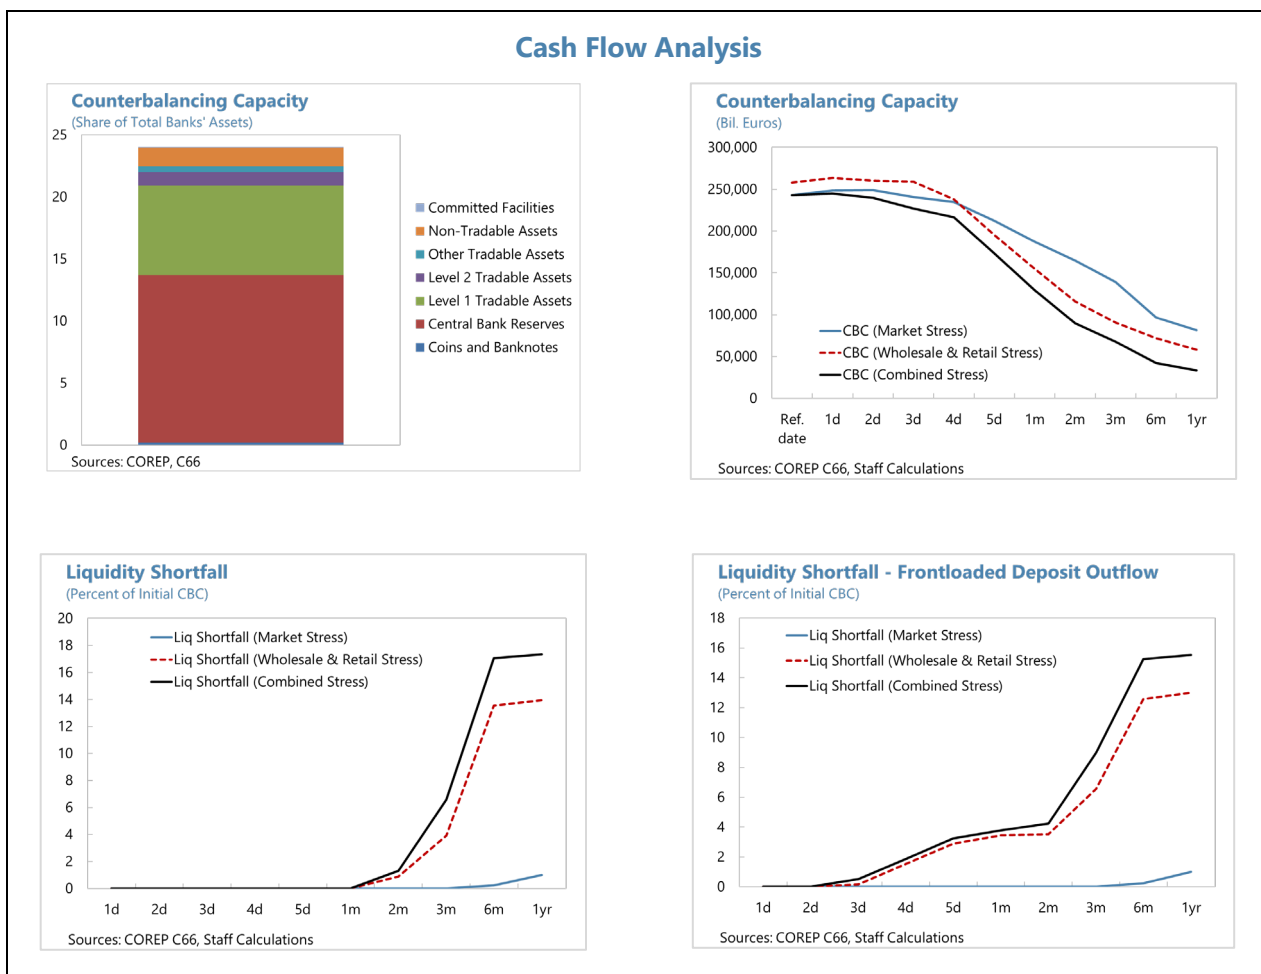 Cash Flow Analysis
Counterbalancing Capacity
(Share of Total Banks' Assets)
25
20
15
10
5
0
Committed Facilities
Non-Tradable Assets
Other Tradable Assets
Level 2 Tradable Assets
Level 1 Tradable Assets
Central Bank Reserves
Coins and Banknotes
Sources: COREP, C66
Counterbalancing Capacity
(Bil. Euros)
300,000
250,000
200,000
150,000
100,000
50,000
0
CBC (Market Stress)
CBC (Wholesale & Retail Stress)
CBC (Combined Stress)
Ref. date 1d 2d 3d 4d 5d 1m 2m 3m 6m 1yr
Sources: COREP C66, Staff Calculations
Liquidity Shortfall
(Percent of Initial CBC)
20
18
16
14
12
10
8
6
4
2
0
Liq Shortfall (Market Stress)
Liq Shortfall (Wholesale & Retail Stress)
Liq Shortfall (Combined Stress)
1d 2d 3d 4d 5d 1m 2m 3m 6m 1yr
Sources: COREP C66, Staff Calculations
Liquidity Shortfall - Frontloaded Deposit Outflow
(Percent of Initial CBC)
18
16
14
12
10
8
6
4
2
0
Liq Shortfall (Market Stress)
Liq Shortfall (Wholesale & Retail Stress)
Liq Shortfall (Combined Stress)
1d 2d 3d 4d 5d 1m 2m 3m 6m 1yr
Sources: COREP C66, Staff Calculations